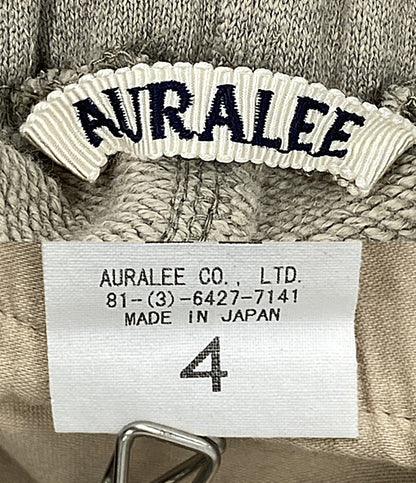 AURALEE
AURALEE CO., LTD.
81-(3)-6427-7141
MADE IN JAPAN
4